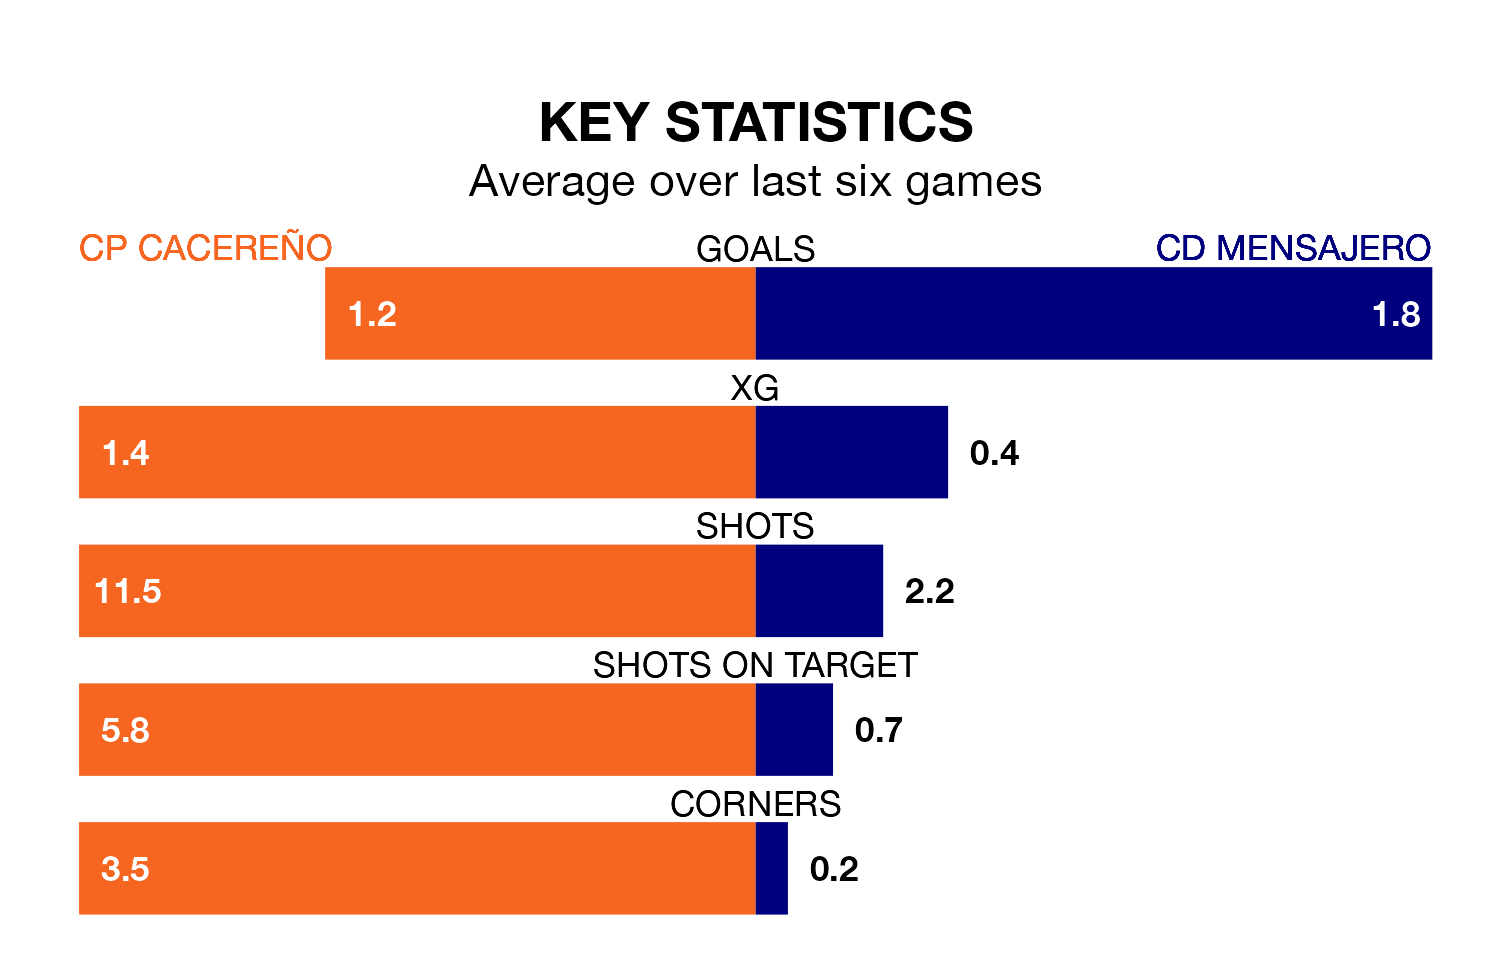 KEY STATISTICS
Average over last six games
CP CACEREÑO GOALS CD MENSAJERO
1.2 1.8
XG
1.4 0.4
SHOTS
11.5 2.2
SHOTS ON TARGET
5.8 0.7
CORNERS
3.5 0.2